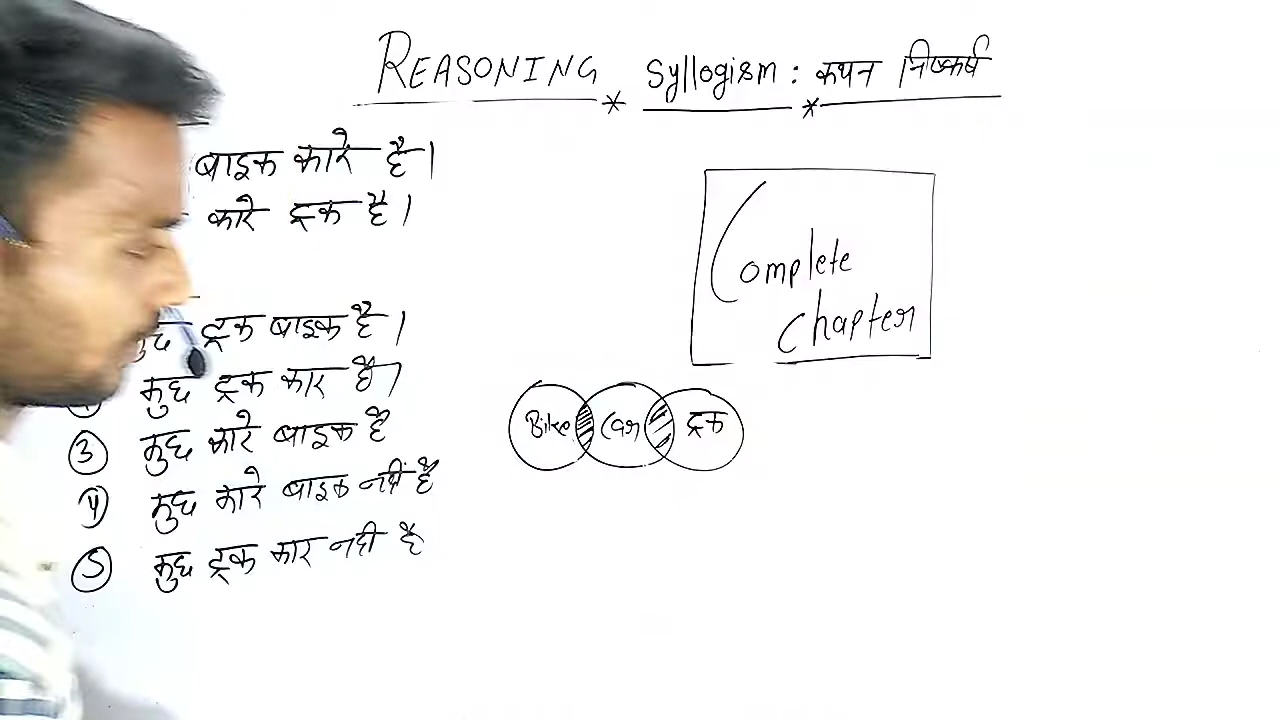 REASONING * Syllogism : * कथन निष्कर्ष
बाइक कारे है।
कारे ट्रक है।
Complete
Chapter
ट्रक बाइक है।
कुछ ट्रक कार है।
③ कुछ कारे बाइक है
④ कुछ कारे बाइक नहीं है
⑤ कुछ ट्रक कार नही है
Bike Car ट्रक